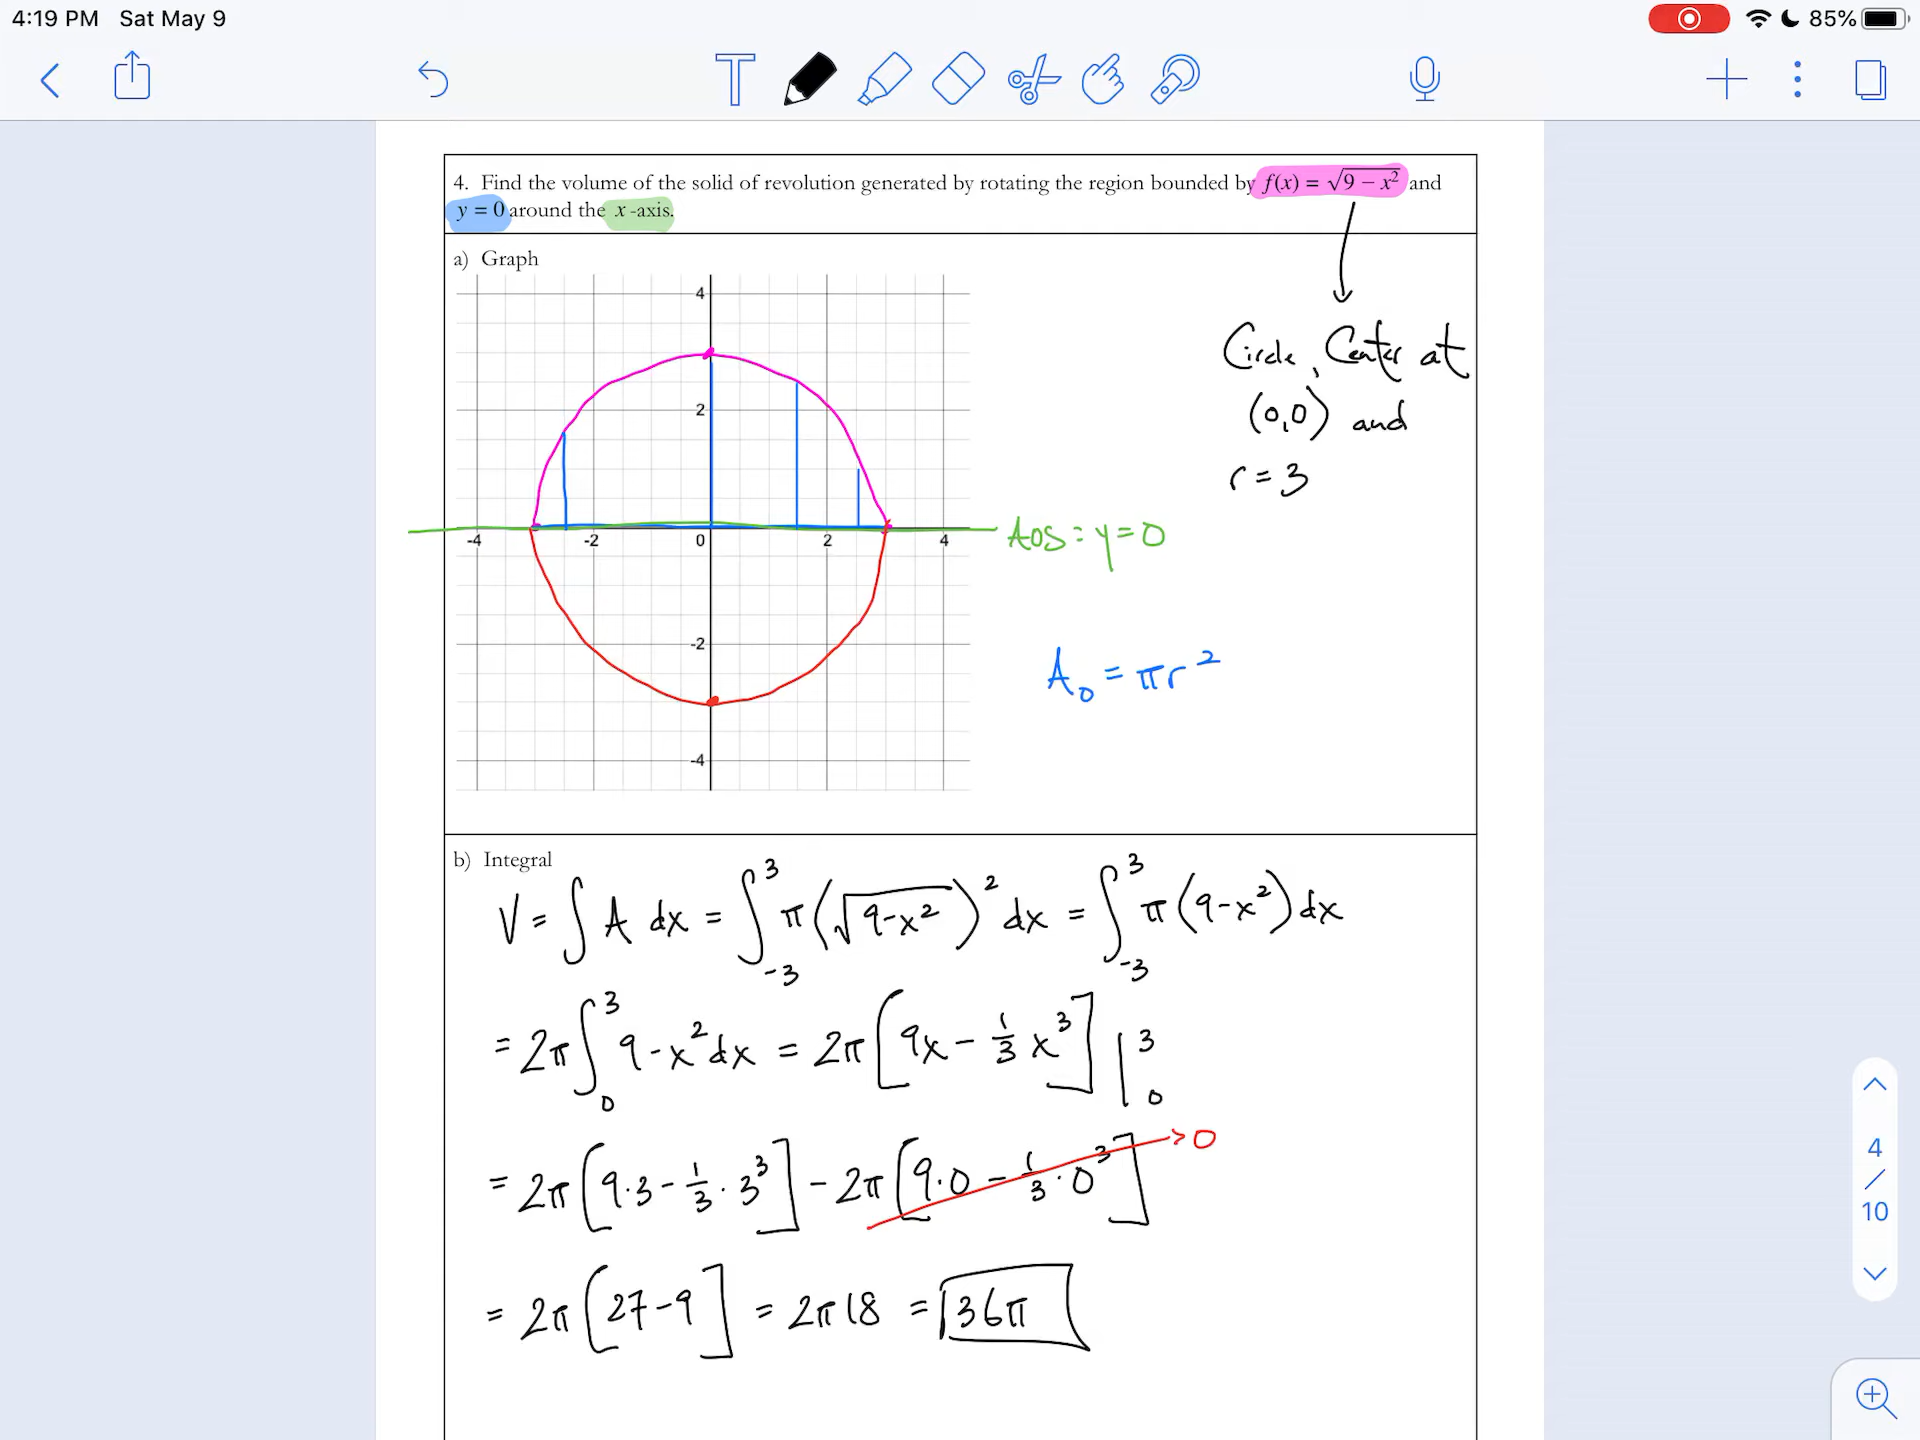 4:19 PM Sat May 9
85%
4. Find the volume of the solid of revolution generated by rotating the region bounded by f(x) = √(9 − x²) and
y = 0 around the x-axis.
a) Graph
4
2
-4 -2 0 2 4
-2
-4
Circle, Center at
(0,0) and
r = 3
AOS: y = 0
A₀ = πr²
b) Integral
V = ∫ A dx = ∫₋₃³ π(√(9-x²))² dx = ∫₋₃³ π(9-x²)dx
= 2π∫₀³ 9-x² dx = 2π[9x - 1/3 x³]|₀³
= 2π[9·3 - 1/3 · 3³] - 2π[9·0 - 1/3 · 0³] → 0
= 2π[27-9] = 2π18 = 36π
4
/
10